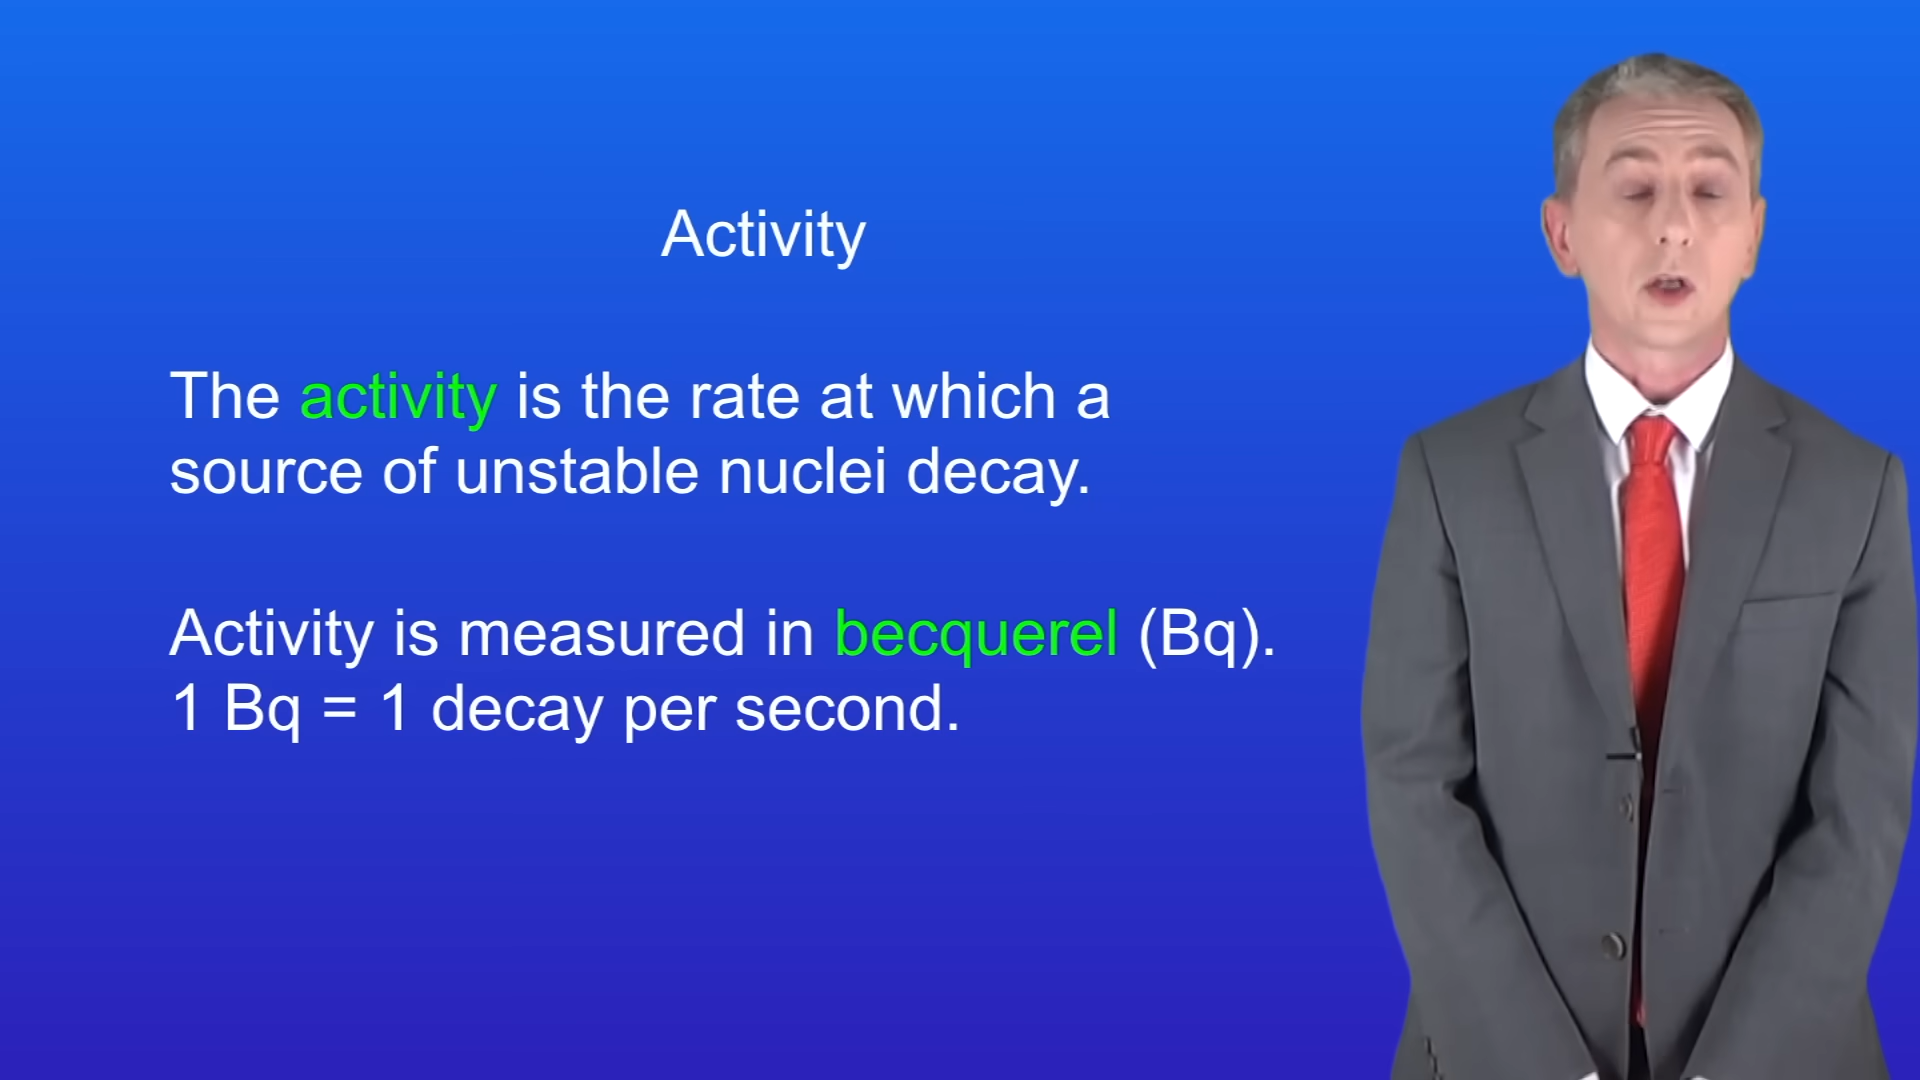 Activity
The activity is the rate at which a
source of unstable nuclei decay.
Activity is measured in becquerel (Bq).
1 Bq = 1 decay per second.